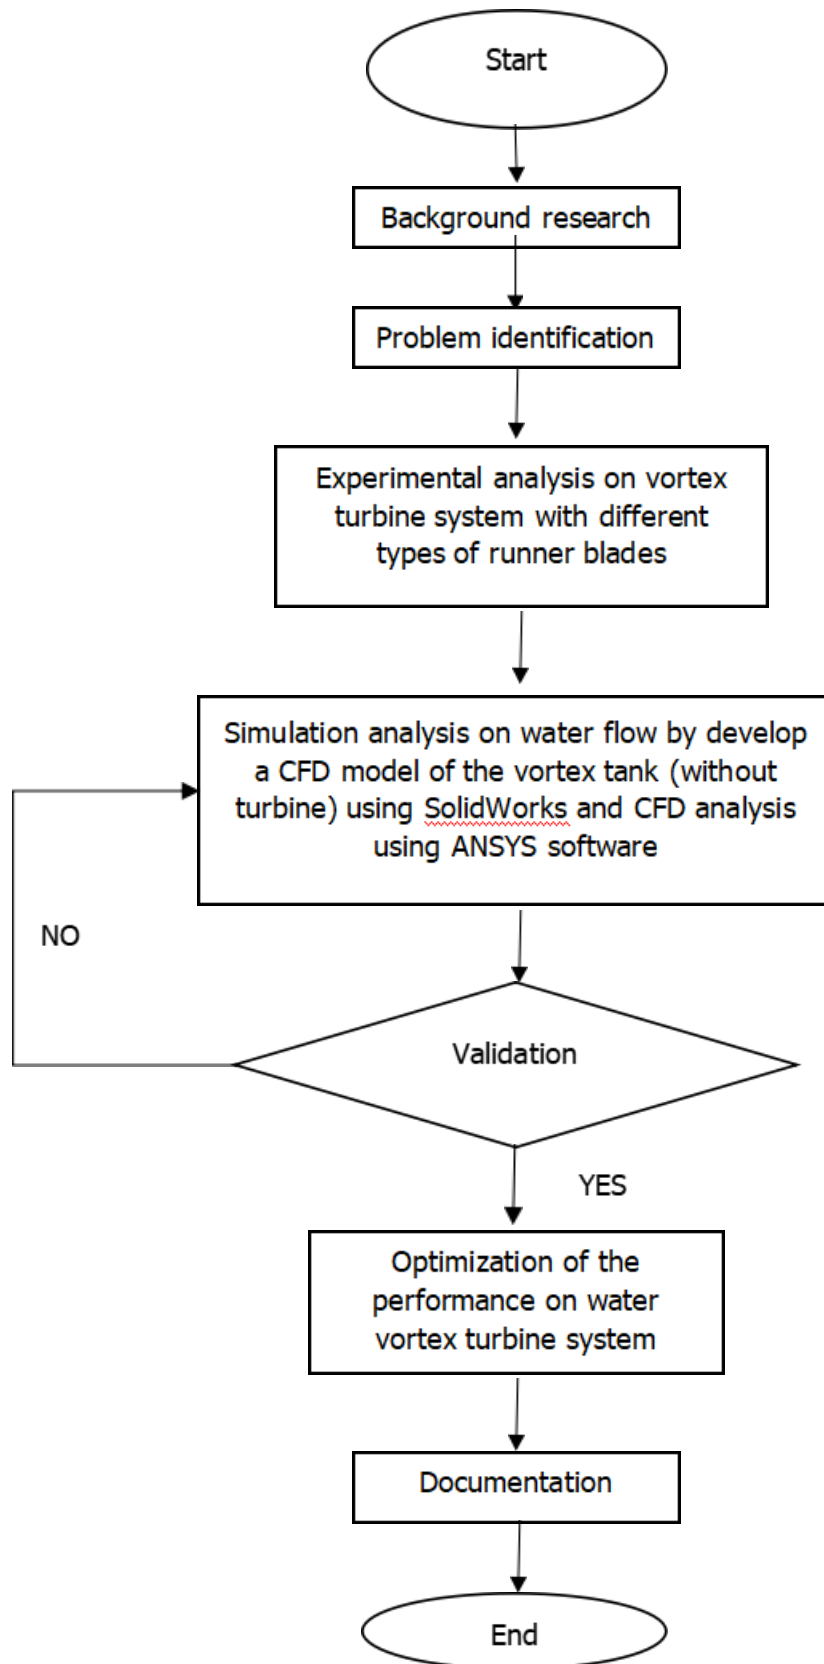 Start
Background research
Problem identification
Experimental analysis on vortex
turbine system with different
types of runner blades
Simulation analysis on water flow by develop
a CFD model of the vortex tank (without
turbine) using SolidWorks and CFD analysis
using ANSYS software
NO
Validation
YES
Optimization of the
performance on water
vortex turbine system
Documentation
End